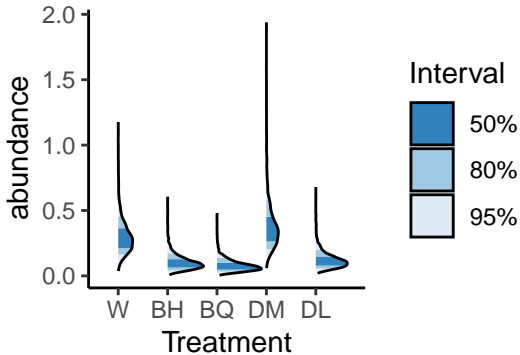 2.0
1.5
1.0
0.5
0.0
abundance
W BH BQ DM DL
Treatment
Interval
50%
80%
95%